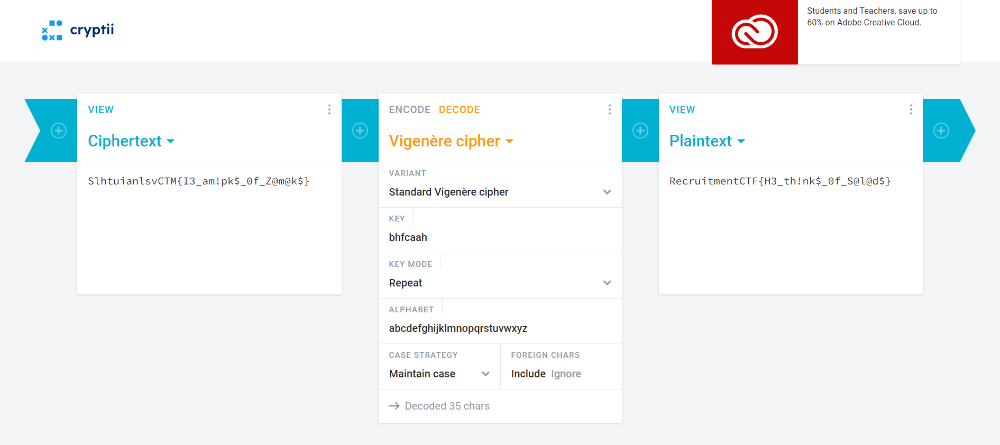 cryptii
Students and Teachers, save up to
60% on Adobe Creative Cloud.
VIEW
Ciphertext
SlhtuianlsvCTM{I3_am!pk$_0f_Z@m@k$}
ENCODE DECODE
Vigenère cipher
VARIANT
Standard Vigenère cipher
KEY
bhfcaah
KEY MODE
Repeat
ALPHABET
abcdefghijklmnopqrstuvwxyz
CASE STRATEGY
Maintain case
FOREIGN CHARS
Include Ignore
→ Decoded 35 chars
VIEW
Plaintext
RecruitmentCTF{H3_th!nk$_0f_S@l@d$}